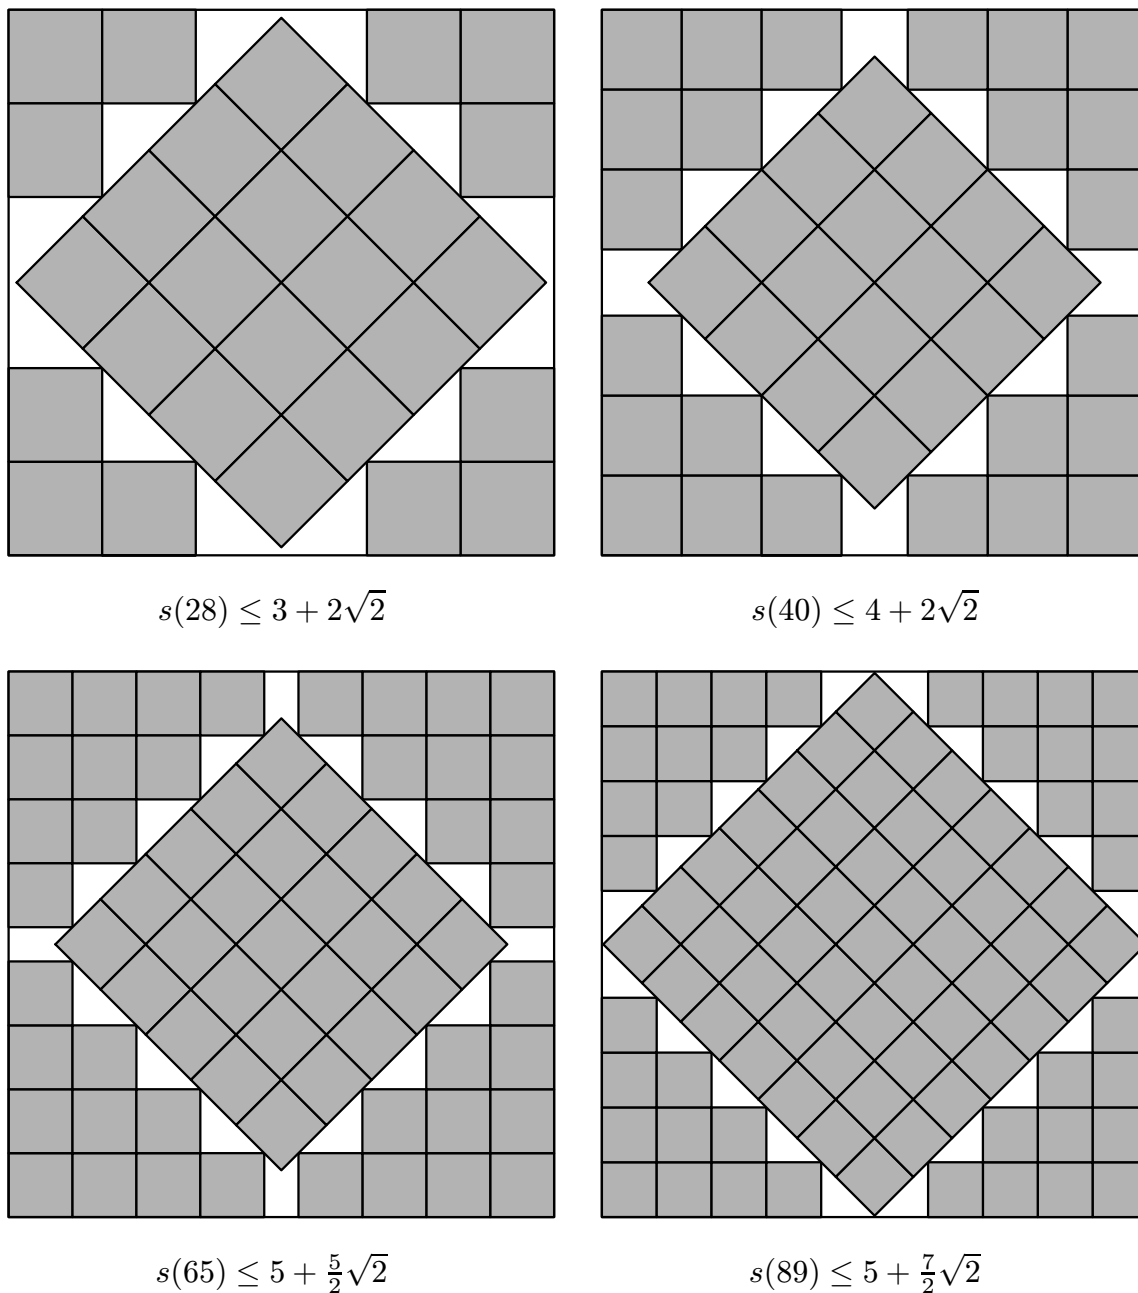 s(28) ≤ 3 + 2√2
s(40) ≤ 4 + 2√2
s(65) ≤ 5 + 5/2√2
s(89) ≤ 5 + 7/2√2